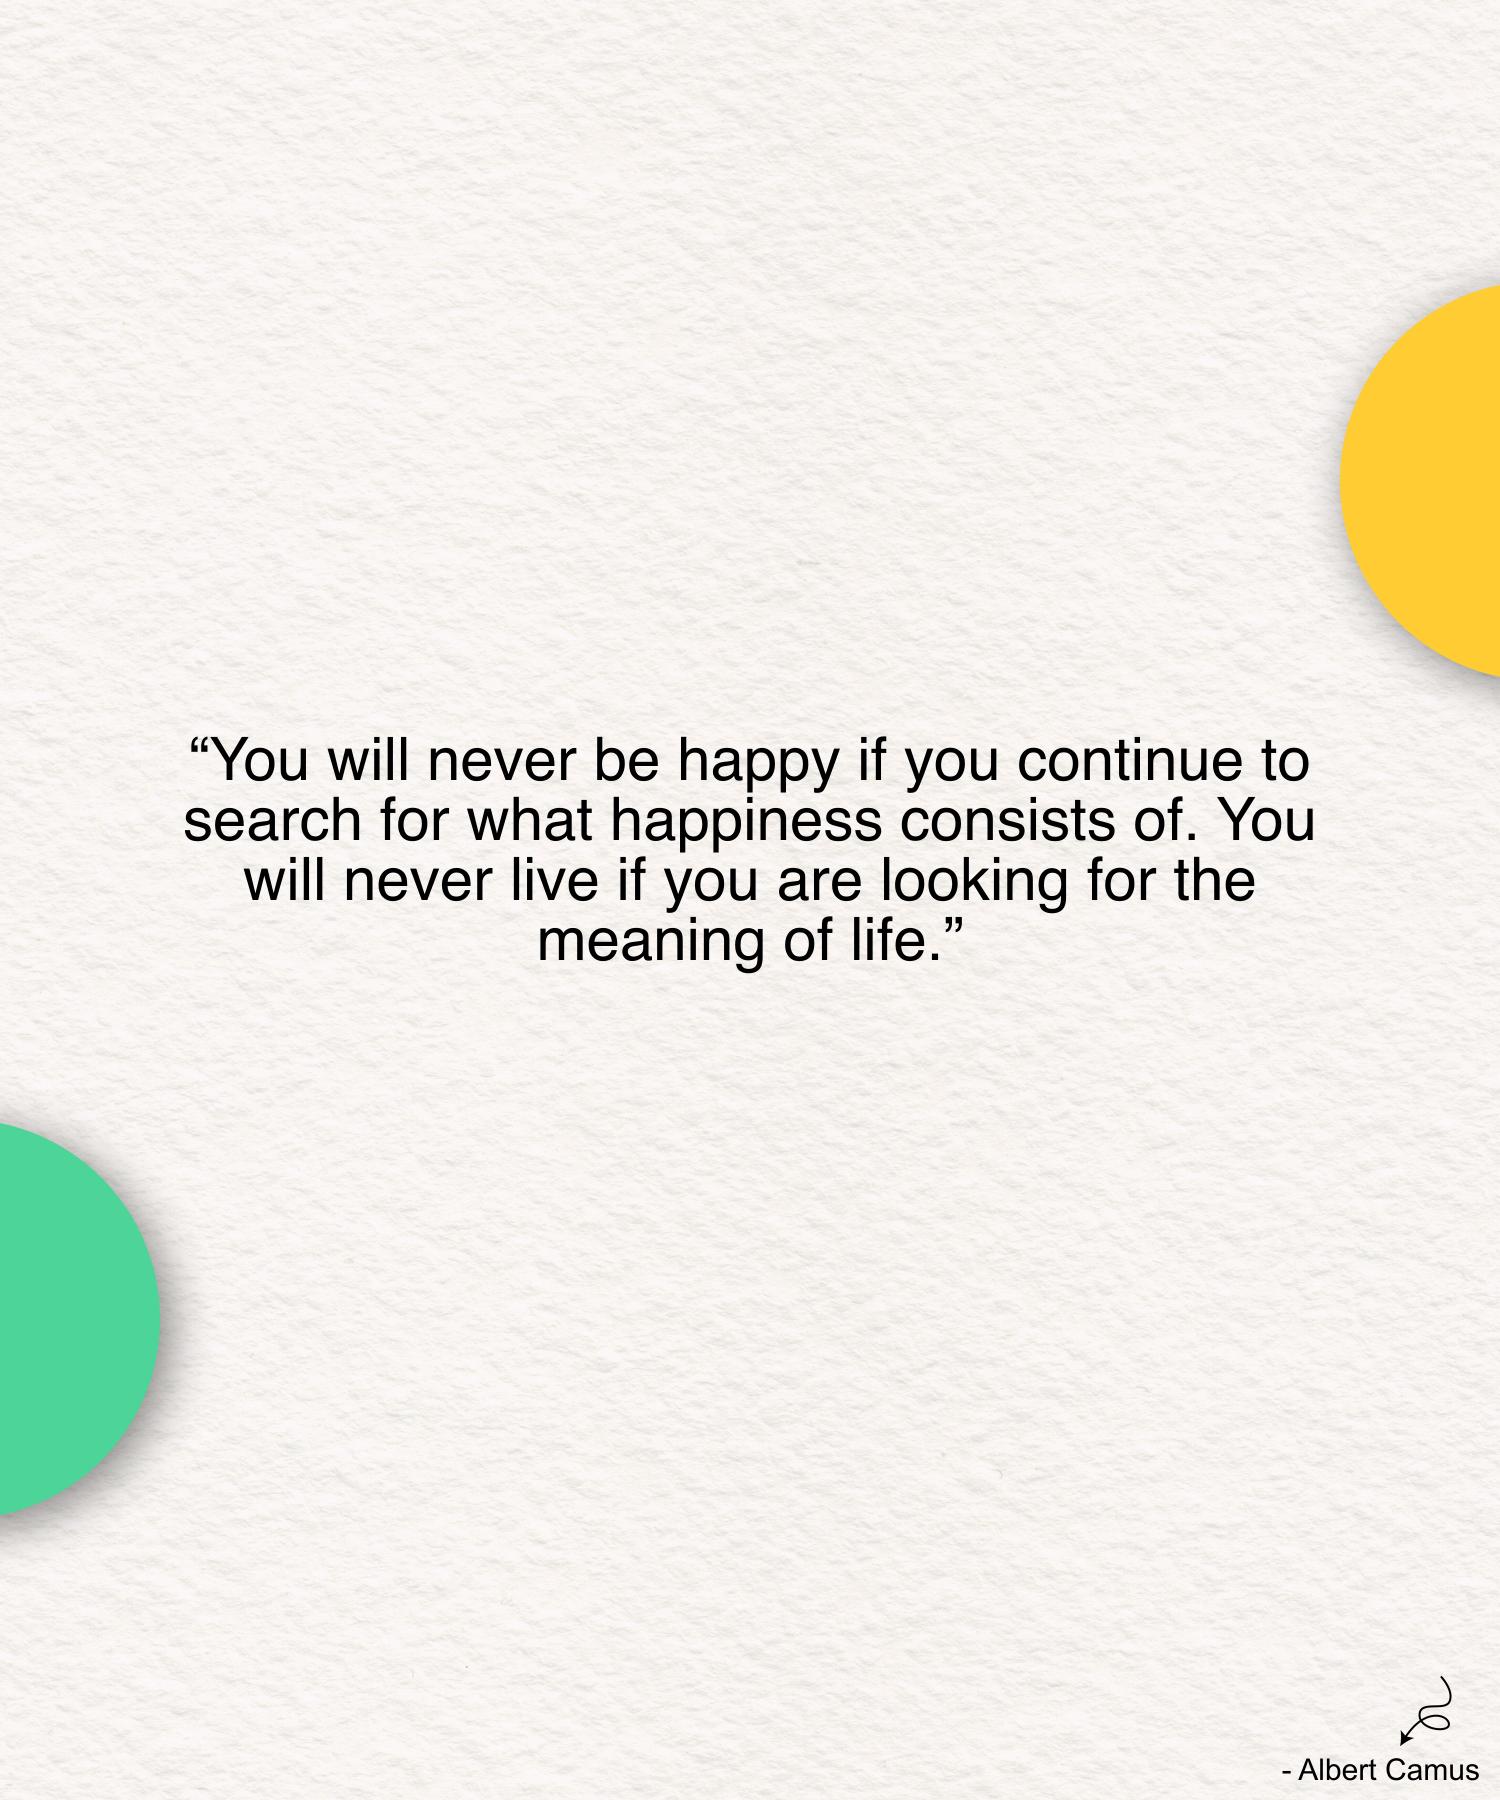 “You will never be happy if you continue to
search for what happiness consists of. You
will never live if you are looking for the
meaning of life.”
- Albert Camus